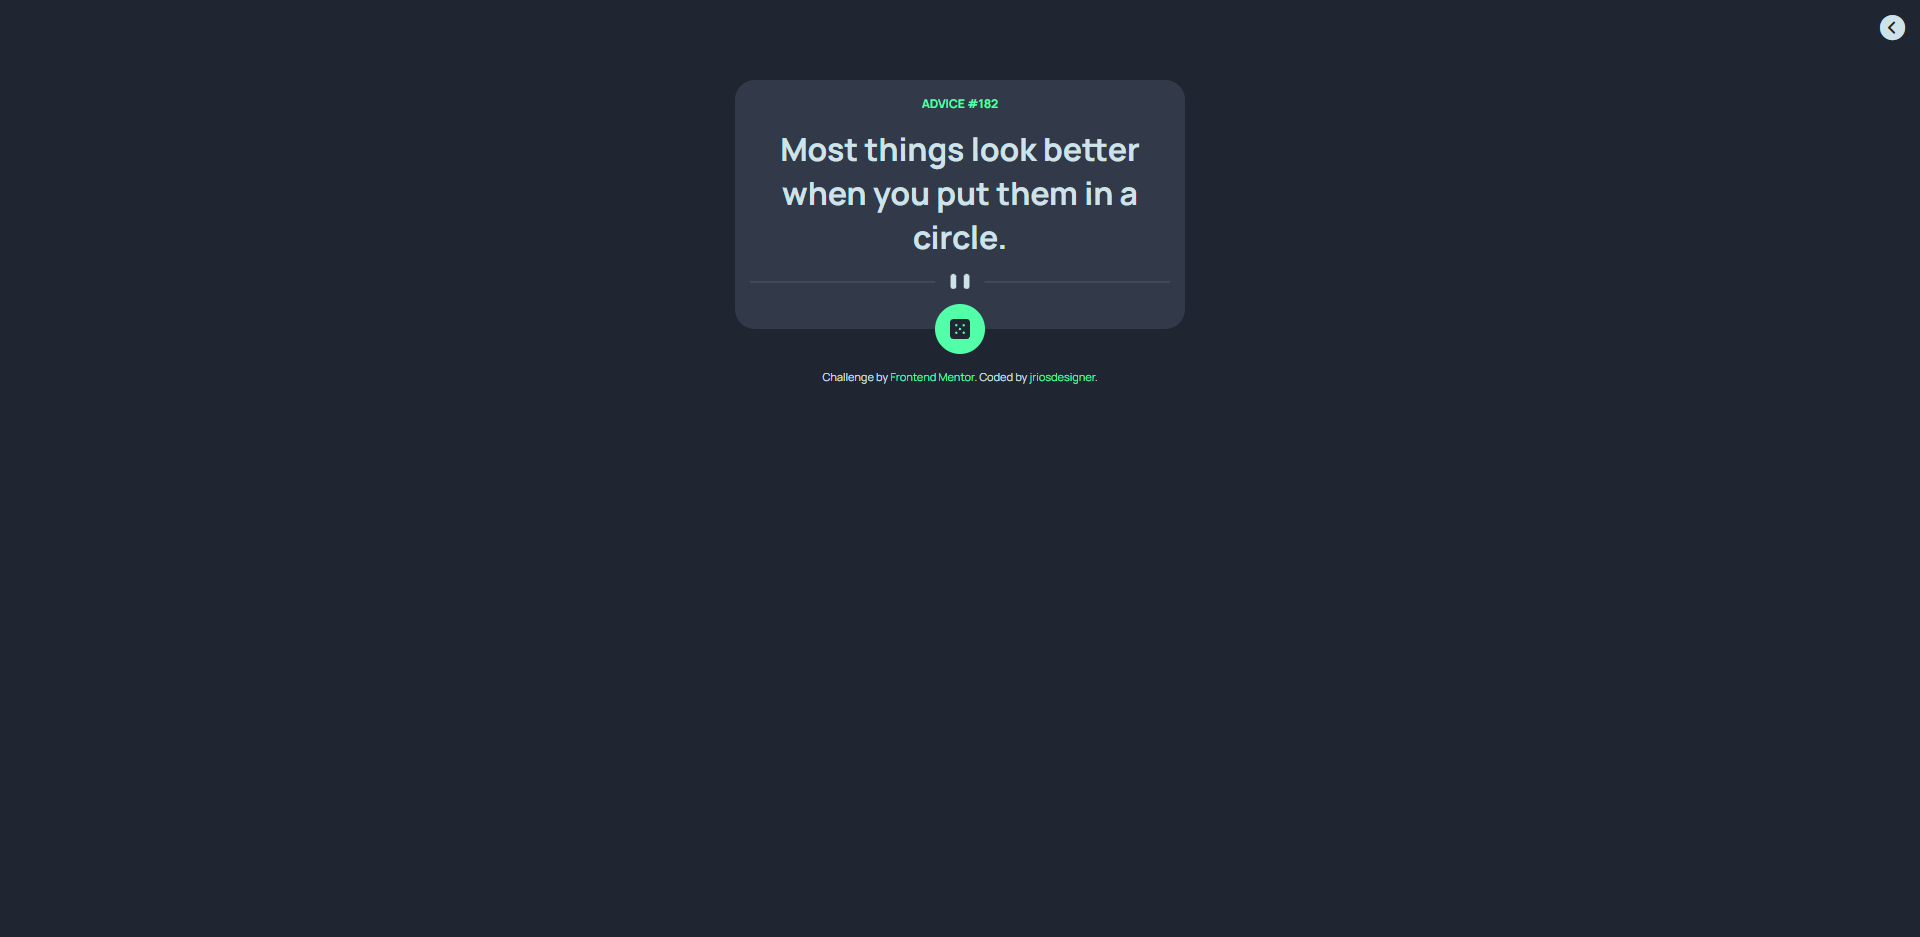 ADVICE #182
Most things look better
when you put them in a
circle.
Challenge by Frontend Mentor. Coded by jriosdesigner.